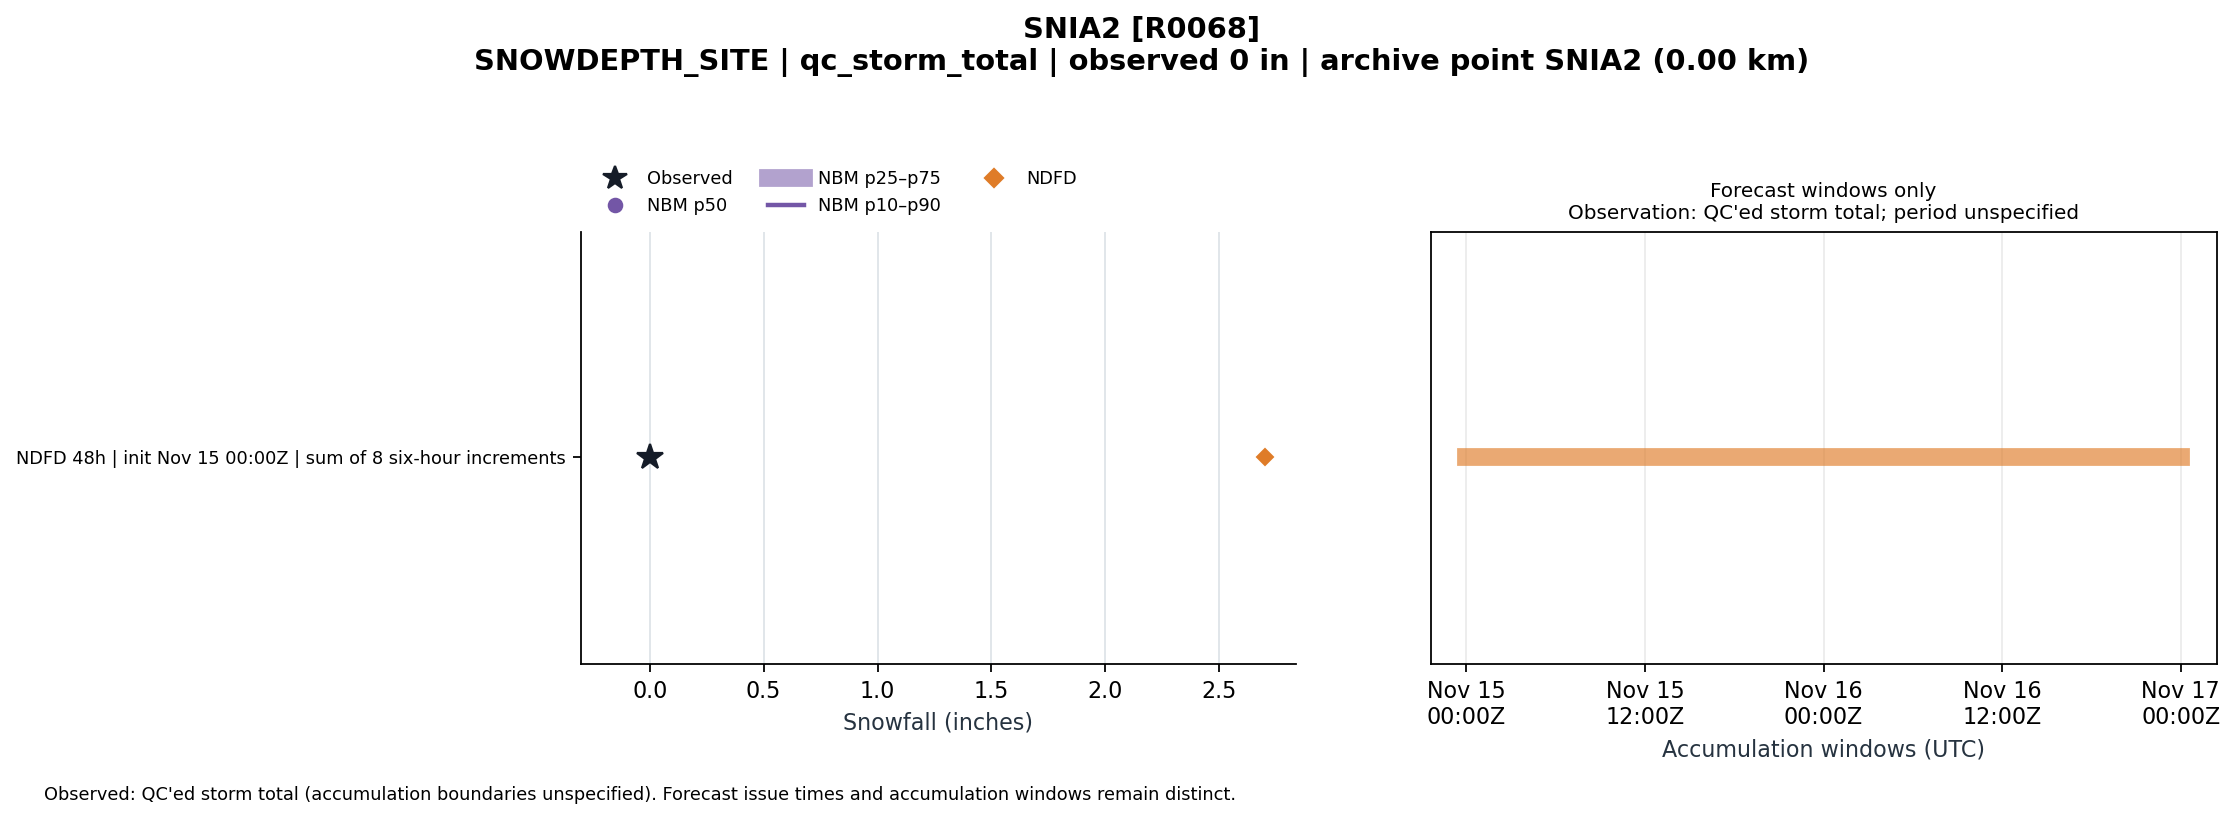 SNIA2 [R0068]
SNOWDEPTH_SITE | qc_storm_total | observed 0 in | archive point SNIA2 (0.00 km)
Observed
NBM p50
NBM p25–p75
NBM p10–p90
NDFD
NDFD 48h | init Nov 15 00:00Z | sum of 8 six-hour increments
0.0 0.5 1.0 1.5 2.0 2.5
Snowfall (inches)
Forecast windows only
Observation: QC'ed storm total; period unspecified
Nov 15 Nov 15 Nov 16 Nov 16 Nov 17
00:00Z 12:00Z 00:00Z 12:00Z 00:00Z
Accumulation windows (UTC)
Observed: QC'ed storm total (accumulation boundaries unspecified). Forecast issue times and accumulation windows remain distinct.